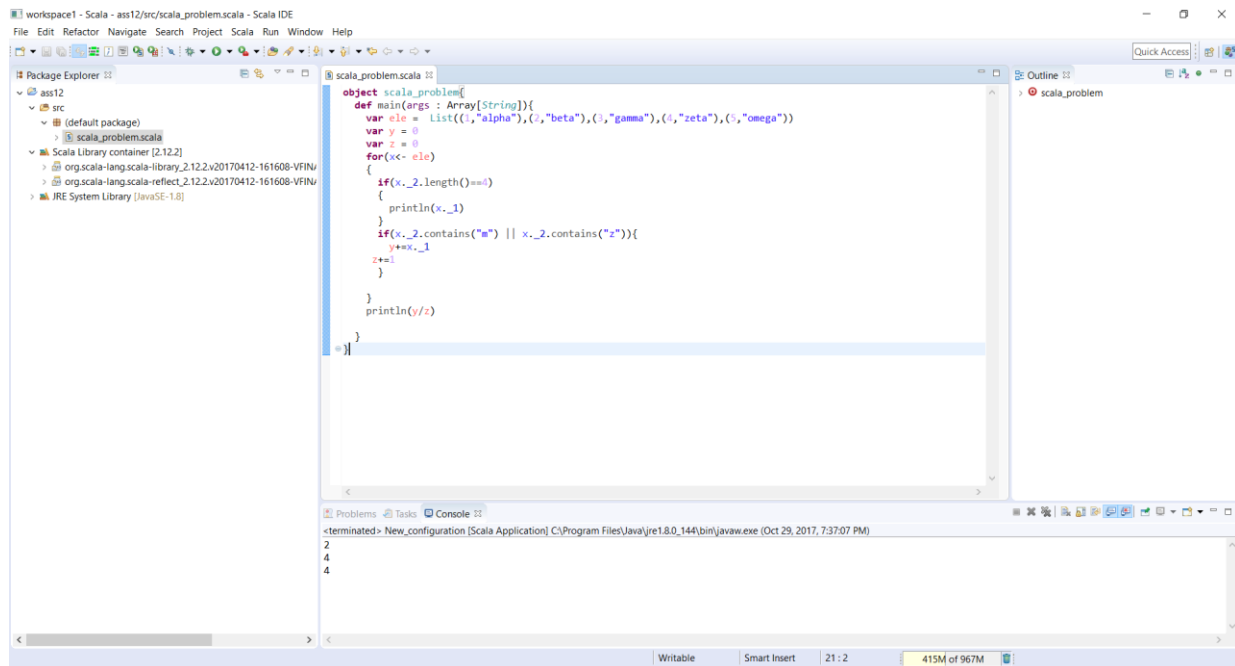 workspace1 - Scala - ass12/src/scala_problem.scala - Scala IDE
File Edit Refactor Navigate Search Project Scala Run Window Help
Quick Access
Package Explorer
ass12
src
(default package)
scala_problem.scala
Scala Library container [2.12.2]
org.scala-lang.scala-library_2.12.2.v20170412-161608-VFINA
org.scala-lang.scala-reflect_2.12.2.v20170412-161608-VFINA
JRE System Library [JavaSE-1.8]
scala_problem.scala
object scala_problem{
def main(args : Array[String]){
var ele =  List((1,"alpha"),(2,"beta"),(3,"gamma"),(4,"zeta"),(5,"omega"))
var y = 0
var z = 0
for(x<- ele)
{
if(x._2.length()==4)
{
println(x._1)
}
if(x._2.contains("m") || x._2.contains("z")){
y+=x._1
z+=1
}
}
println(y/z)
}
}
Outline
scala_problem
Problems Tasks Console
<terminated> New_configuration [Scala Application] C:\Program Files\Java\jre1.8.0_144\bin\javaw.exe (Oct 29, 2017, 7:37:07 PM)
2
4
4
Writable Smart Insert 21 : 2 415M of 967M